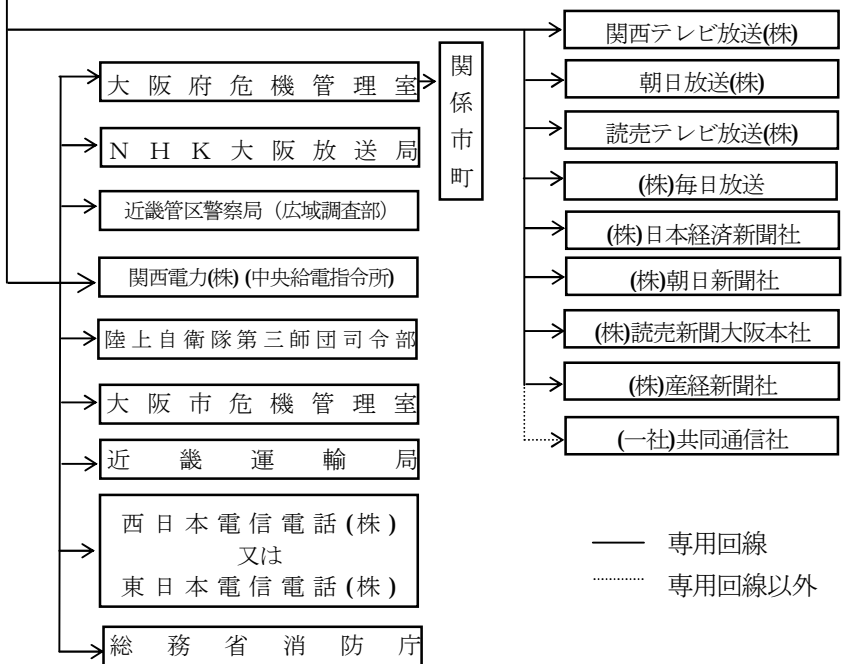 大阪府危機管理室
関係市町
NHK大阪放送局
近畿管区警察局（広域調査部）
関西電力(株)(中央給電指令所)
陸上自衛隊第三師団司令部
大阪市危機管理室
近畿運輸局
西日本電信電話(株)
又は
東日本電信電話(株)
総務省消防庁
関西テレビ放送(株)
朝日放送(株)
読売テレビ放送(株)
(株)毎日放送
(株)日本経済新聞社
(株)朝日新聞社
(株)読売新聞大阪本社
(株)産経新聞社
(一社)共同通信社
専用回線
専用回線以外